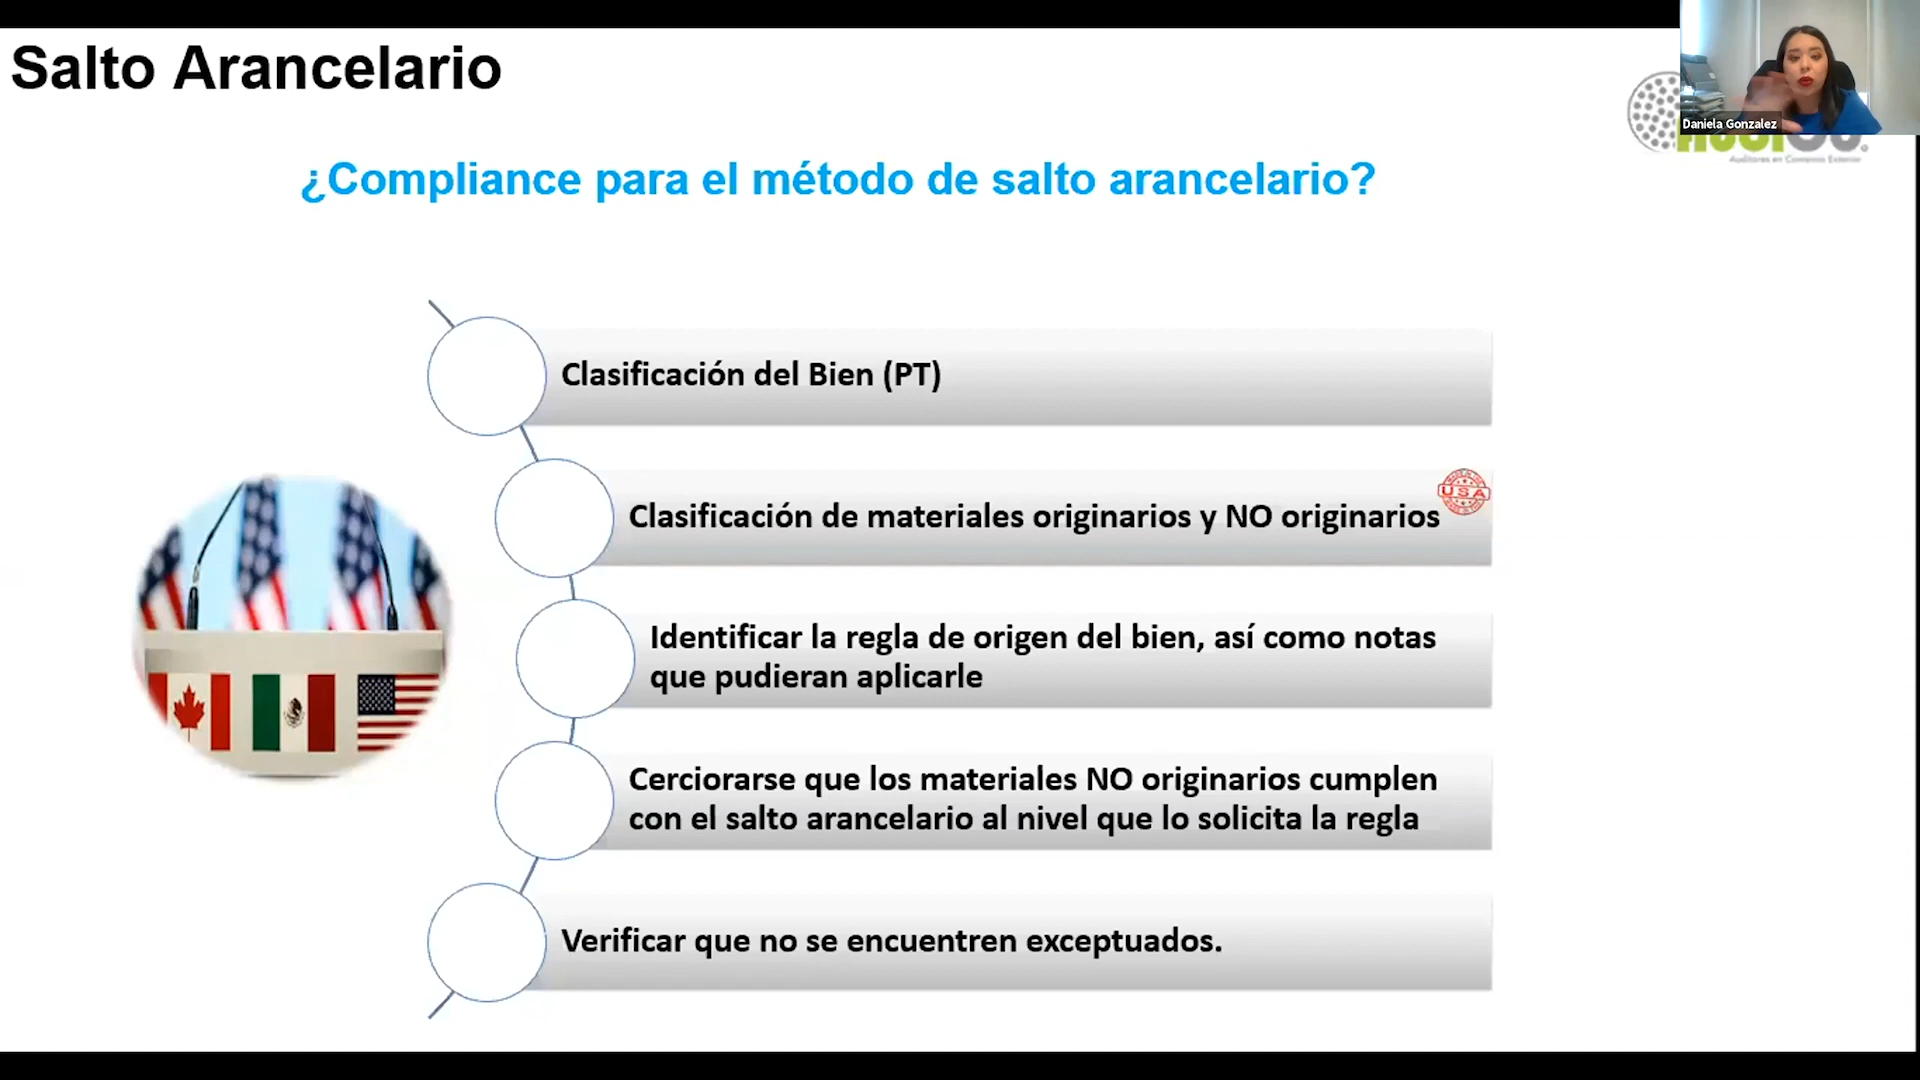 Salto Arancelario
Daniela Gonzalez
Auditores en Comercio Exterior
¿Compliance para el método de salto arancelario?
Clasificación del Bien (PT)
Clasificación de materiales originarios y NO originarios
USA
Identificar la regla de origen del bien, así como notas
que pudieran aplicarle
Cerciorarse que los materiales NO originarios cumplen
con el salto arancelario al nivel que lo solicita la regla
Verificar que no se encuentren exceptuados.